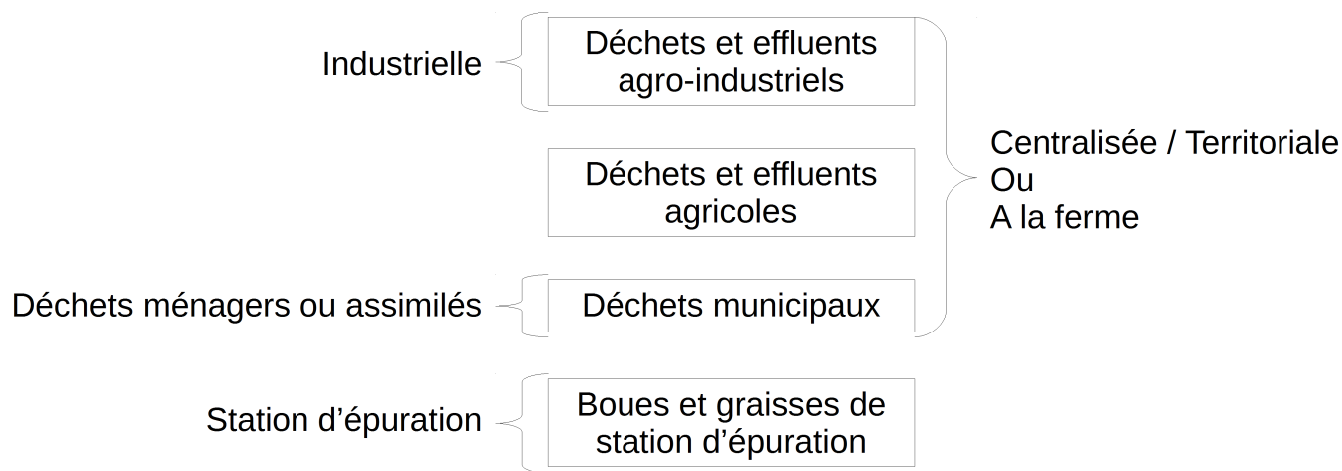 Industrielle
Déchets et effluents
agro-industriels
Déchets et effluents
agricoles
Centralisée / Territoriale
Ou
A la ferme
Déchets ménagers ou assimilés
Déchets municipaux
Station d’épuration
Boues et graisses de
station d’épuration